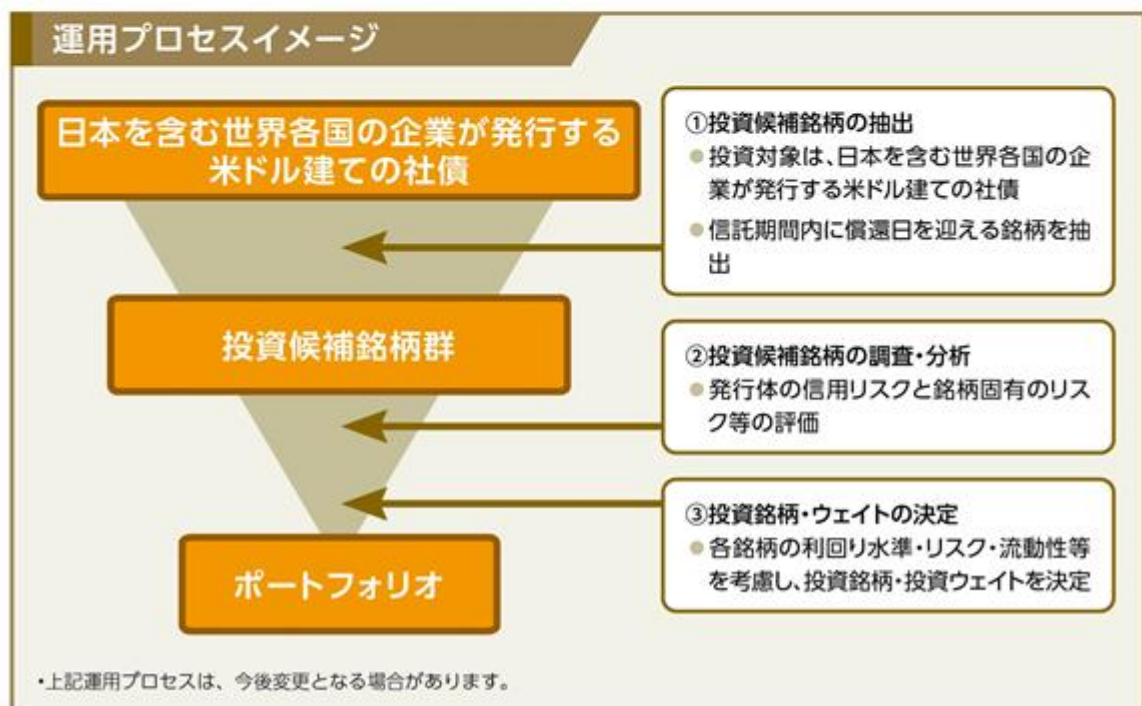 運用プロセスイメージ
日本を含む世界各国の企業が発行する
米ドル建ての社債
①投資候補銘柄の抽出
●投資対象は、日本を含む世界各国の企
業が発行する米ドル建ての社債
●信託期間内に償還日を迎える銘柄を抽
出
投資候補銘柄群
②投資候補銘柄の調査・分析
●発行体の信用リスクと銘柄固有のリス
ク等の評価
③投資銘柄・ウェイトの決定
●各銘柄の利回り水準・リスク・流動性等
を考慮し、投資銘柄・投資ウェイトを決定
ポートフォリオ
・上記運用プロセスは、今後変更となる場合があります。